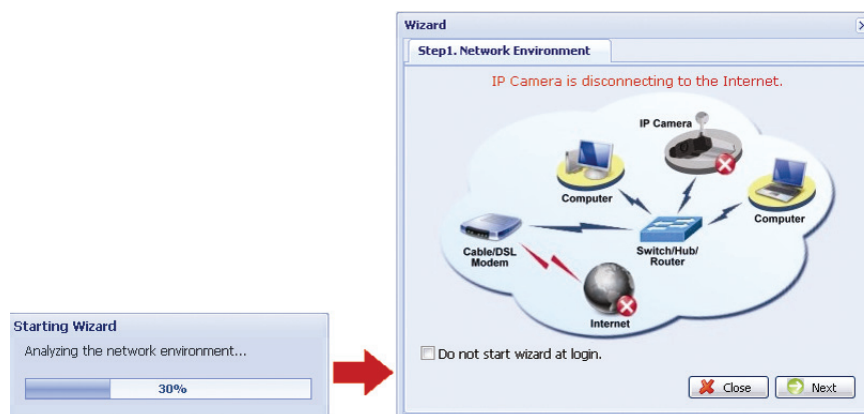 Starting Wizard
Analyzing the network environment...
30%
Wizard
Step1. Network Environment
IP Camera is disconnecting to the Internet.
IP Camera
Computer
Computer
Cable/DSL
Modem
Switch/Hub/
Router
Internet
Do not start wizard at login.
Close
Next